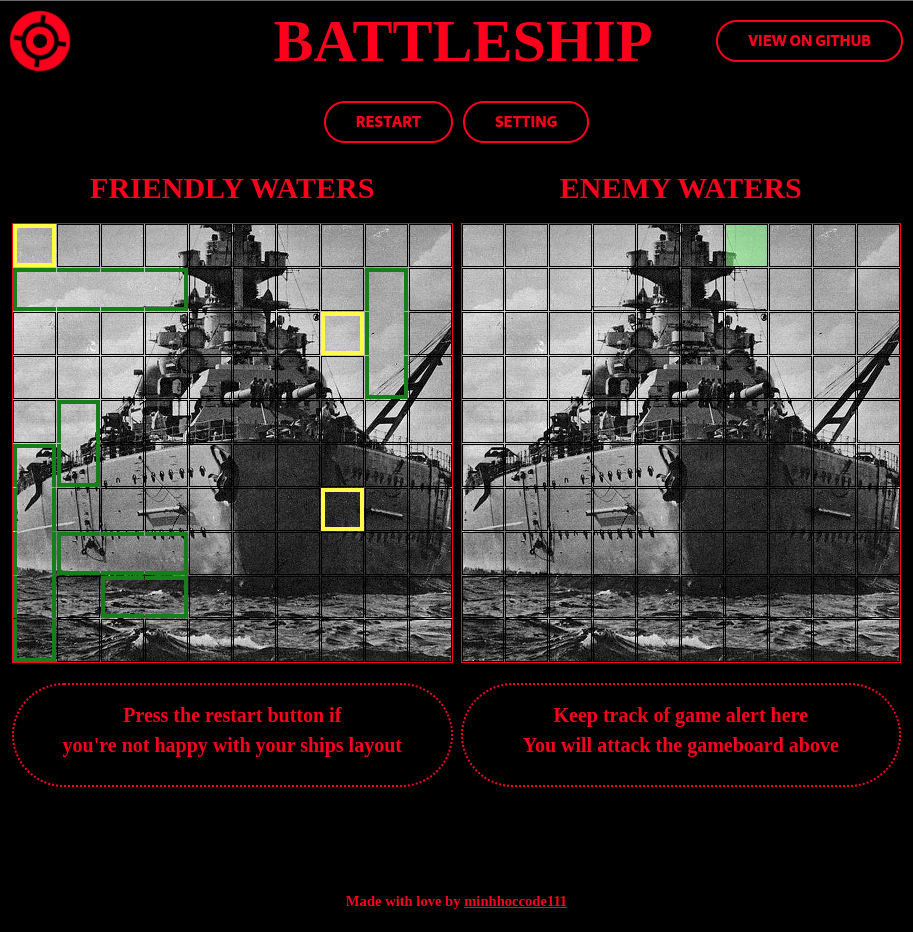 BATTLESHIP
VIEW ON GITHUB
RESTART
SETTING
FRIENDLY WATERS
ENEMY WATERS
Press the restart button if
you're not happy with your ships layout
Keep track of game alert here
You will attack the gameboard above
Made with love by minhhoccode111